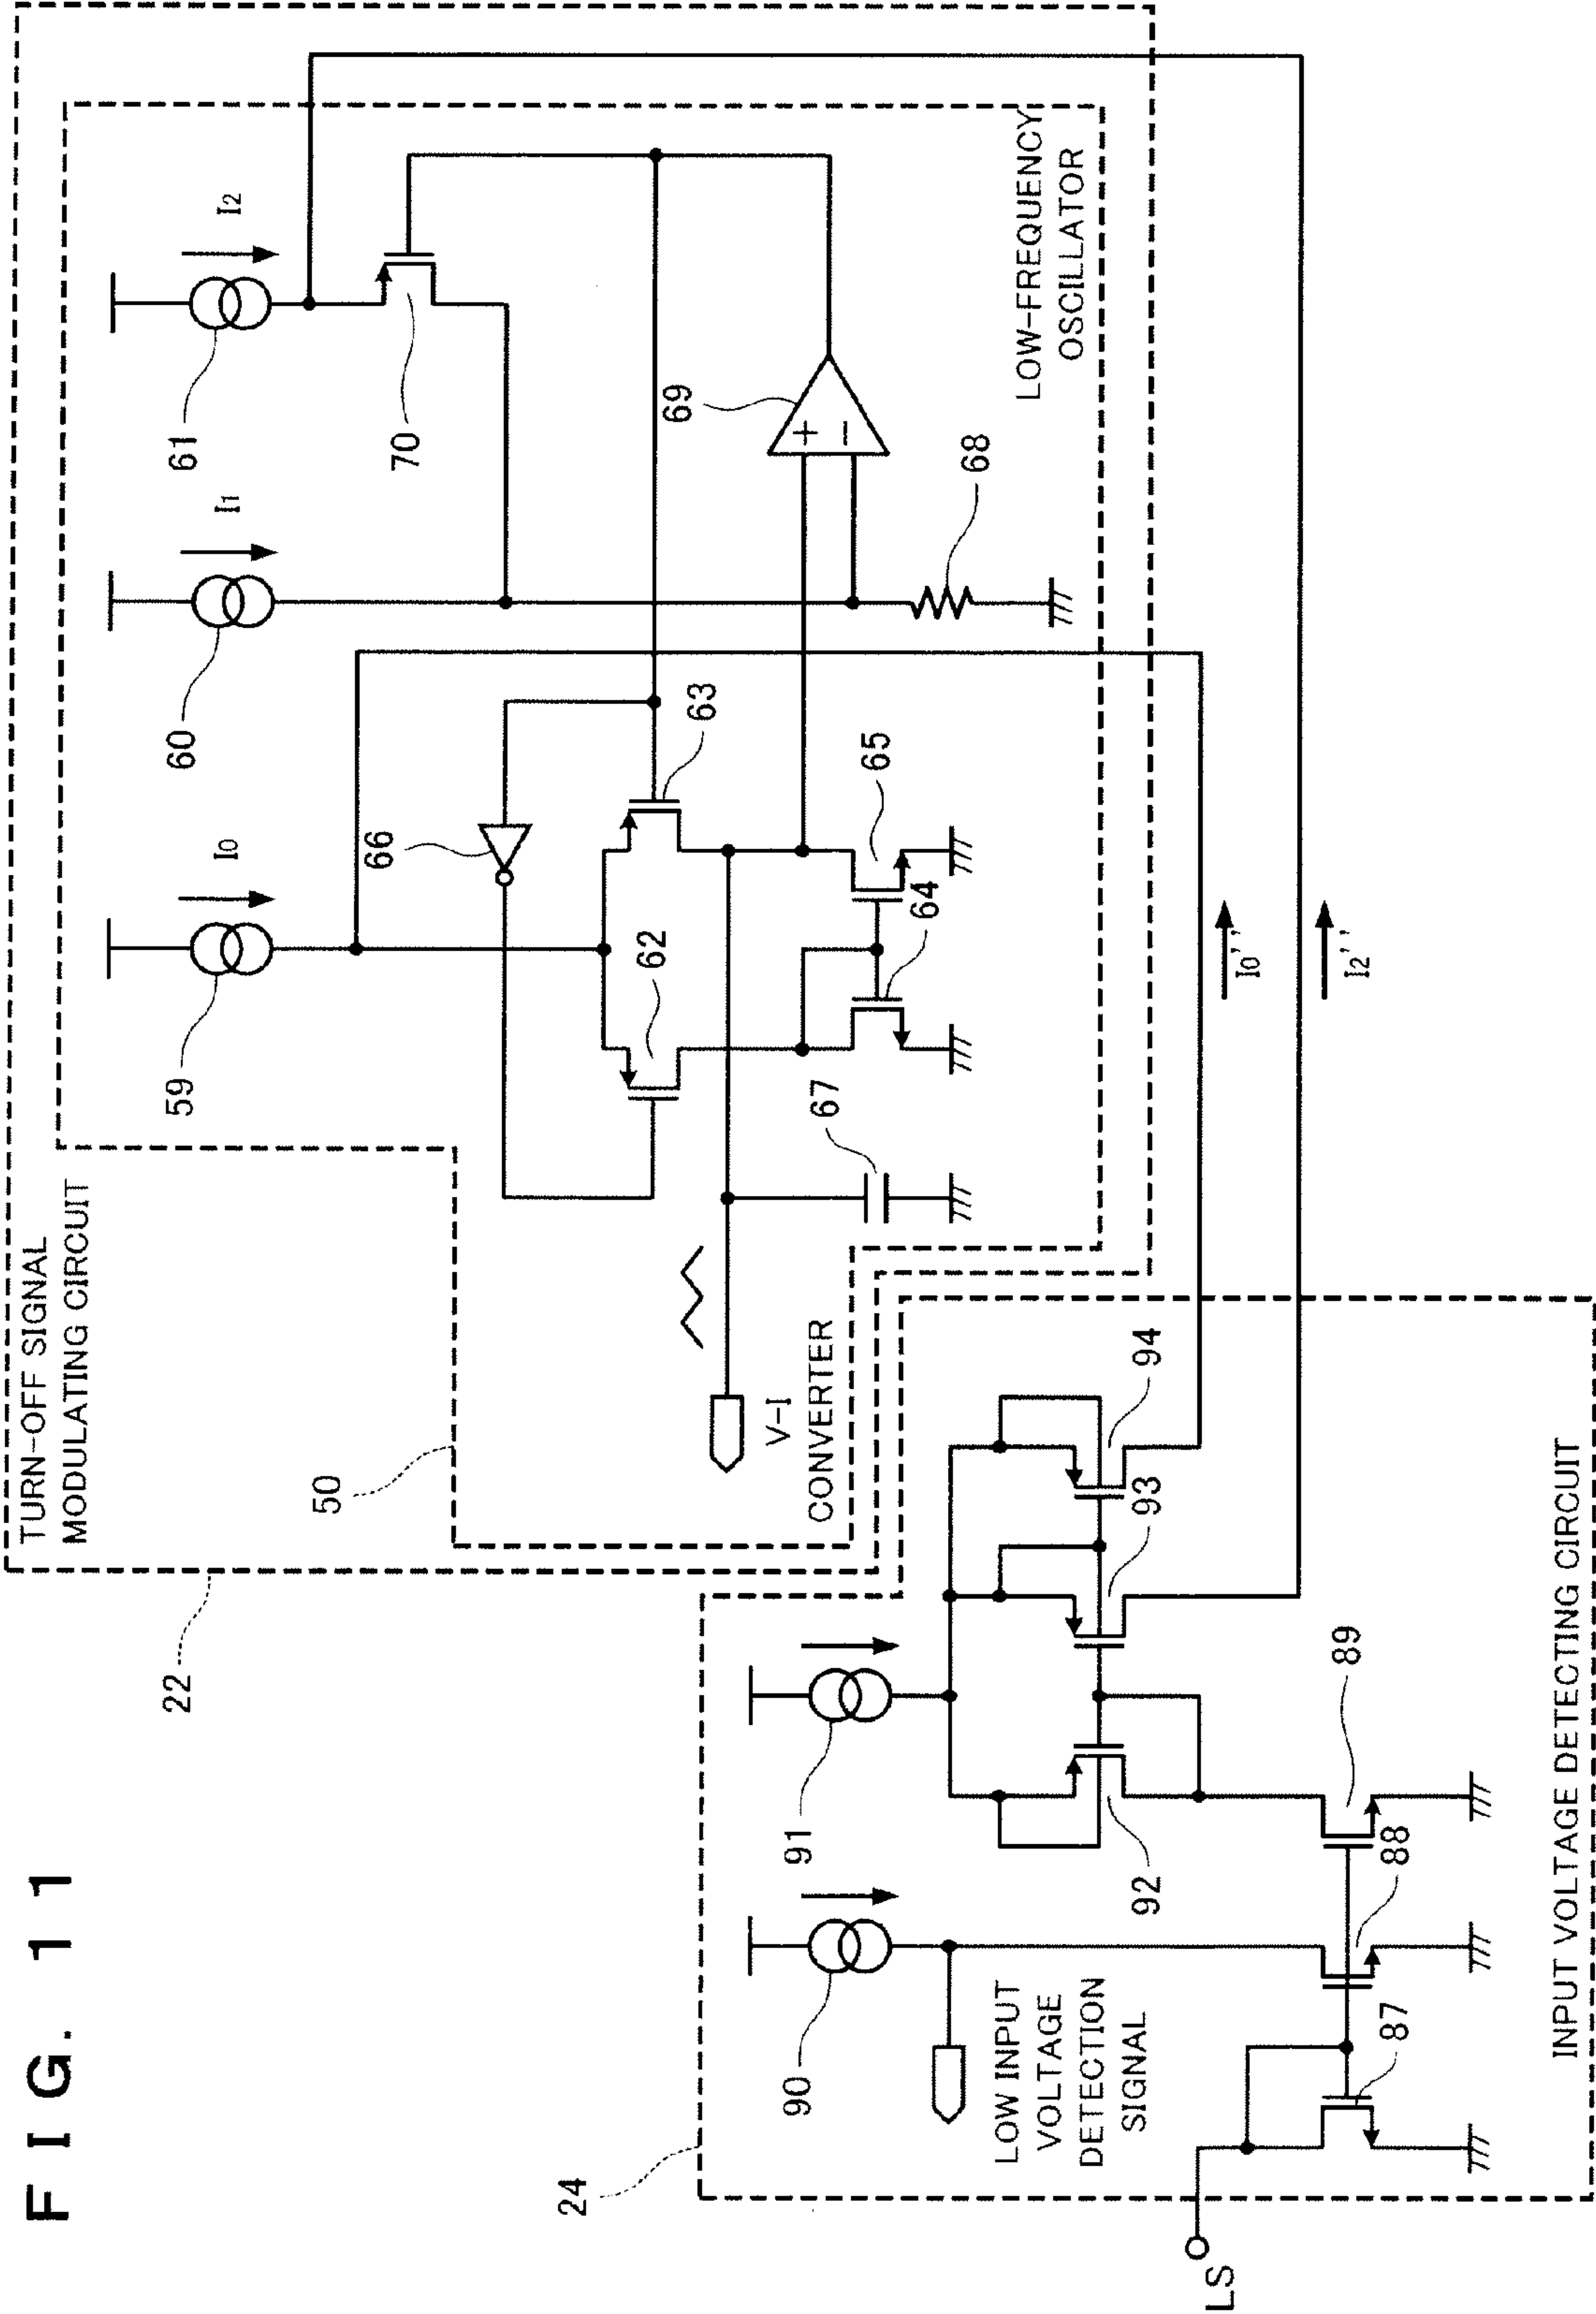 FIG. 11
TURN-OFF SIGNAL
MODULATING CIRCUIT
22
50
59
I0
60
I1
61
I2
62
63
64
65
66
67
68
69
70
LOW-FREQUENCY
OSCILLATOR
V-I
CONVERTER
I0''
I2''
24
LS
90
91
92
93
94
LOW INPUT
VOLTAGE
DETECTION
SIGNAL
87
88
89
INPUT VOLTAGE DETECTING CIRCUIT
+
−